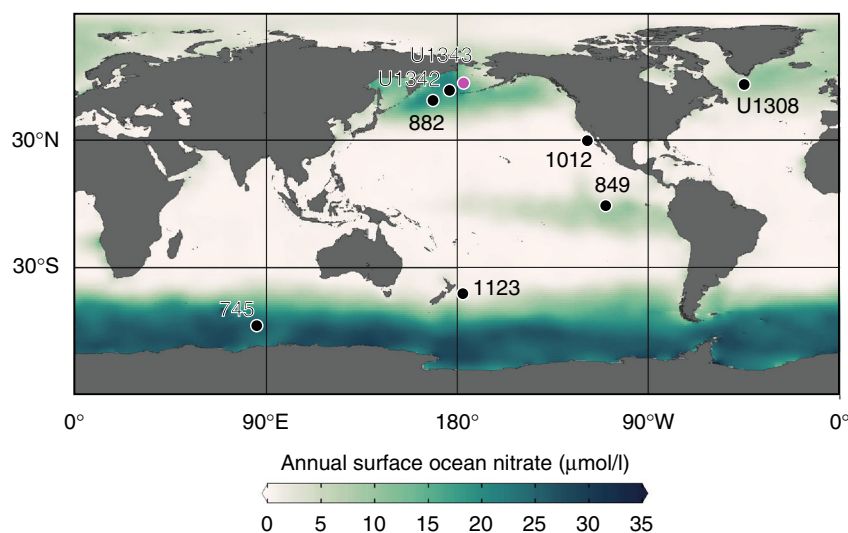 U1343
U1342
882
U1308
30°N
1012
849
30°S
1123
745
0° 90°E 180° 90°W 0°
Annual surface ocean nitrate (μmol/l)
0 5 10 15 20 25 30 35